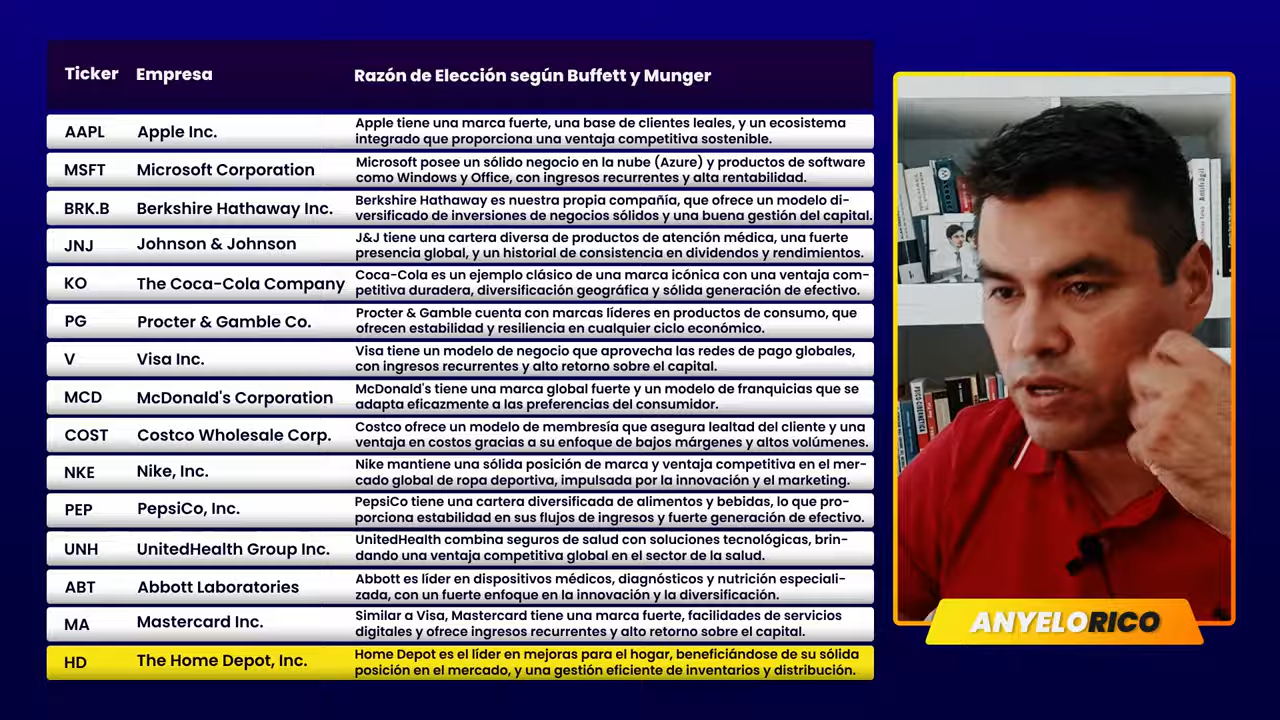 Ticker Empresa Razón de Elección según Buffett y Munger
AAPL Apple Inc. Apple tiene una marca fuerte, una base de clientes leales, y un ecosistema
integrado que proporciona una ventaja competitiva sostenible.
MSFT Microsoft Corporation Microsoft posee un sólido negocio en la nube (Azure) y productos de software
como Windows y Office, con ingresos recurrentes y alta rentabilidad.
BRK.B Berkshire Hathaway Inc. Berkshire Hathaway es nuestra propia compañía, que ofrece un modelo di-
versificado de inversiones de negocios sólidos y una buena gestión del capital.
JNJ Johnson & Johnson J&J tiene una cartera diversa de productos de atención médica, una fuerte
presencia global, y un historial de consistencia en dividendos y rendimientos.
KO The Coca-Cola Company Coca-Cola es un ejemplo clásico de una marca icónica con una ventaja com-
petitiva duradera, diversificación geográfica y sólida generación de efectivo.
PG Procter & Gamble Co. Procter & Gamble cuenta con marcas líderes en productos de consumo, que
ofrecen estabilidad y resiliencia en cualquier ciclo económico.
V Visa Inc. Visa tiene un modelo de negocio que aprovecha las redes de pago globales,
con ingresos recurrentes y alto retorno sobre el capital.
MCD McDonald's Corporation McDonald's tiene una marca global fuerte y un modelo de franquicias que se
adapta eficazmente a las preferencias del consumidor.
COST Costco Wholesale Corp. Costco ofrece un modelo de membresía que asegura lealtad del cliente y una
ventaja en costos gracias a su enfoque de bajos márgenes y altos volúmenes.
NKE Nike, Inc. Nike mantiene una sólida posición de marca y ventaja competitiva en el mer-
cado global de ropa deportiva, impulsada por la innovación y el marketing.
PEP PepsiCo, Inc. PepsiCo tiene una cartera diversificada de alimentos y bebidas, lo que pro-
porciona estabilidad en sus flujos de ingresos y fuerte generación de efectivo.
UNH UnitedHealth Group Inc. UnitedHealth combina seguros de salud con soluciones tecnológicas, brin-
dando una ventaja competitiva global en el sector de la salud.
ABT Abbott Laboratories Abbott es líder en dispositivos médicos, diagnósticos y nutrición especiali-
zada, con un fuerte enfoque en la innovación y la diversificación.
MA Mastercard Inc. Similar a Visa, Mastercard tiene una marca fuerte, facilidades de servicios
digitales y ofrece ingresos recurrentes y alto retorno sobre el capital.
HD The Home Depot, Inc. Home Depot es el líder en mejoras para el hogar, beneficiándose de su sólida
posición en el mercado, y una gestión eficiente de inventarios y distribución.
Antifrágil
PSICO-CIBERNÉTICA
ANYELORICO